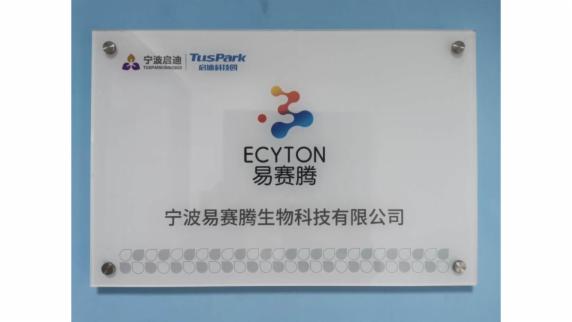 宁波启迪
TusPark
启迪科技园
ECYTON
易赛腾
宁波易赛腾生物科技有限公司